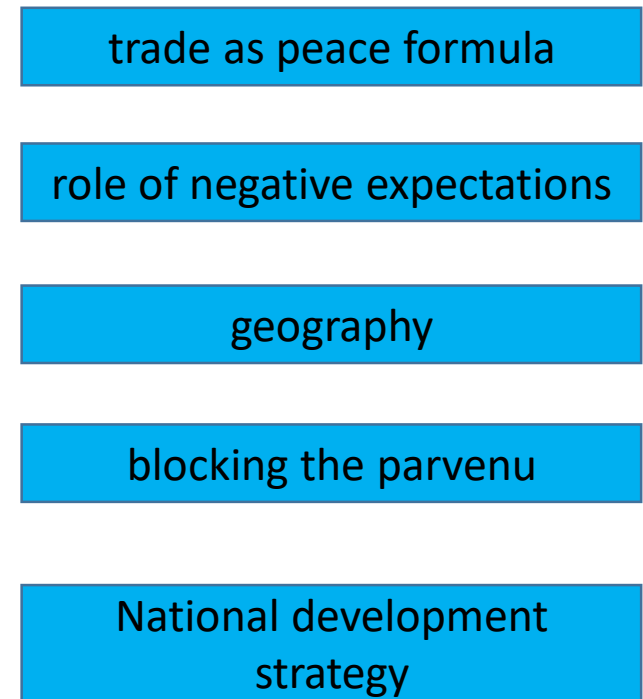 trade as peace formula
role of negative expectations
geography
blocking the parvenu
National development
strategy